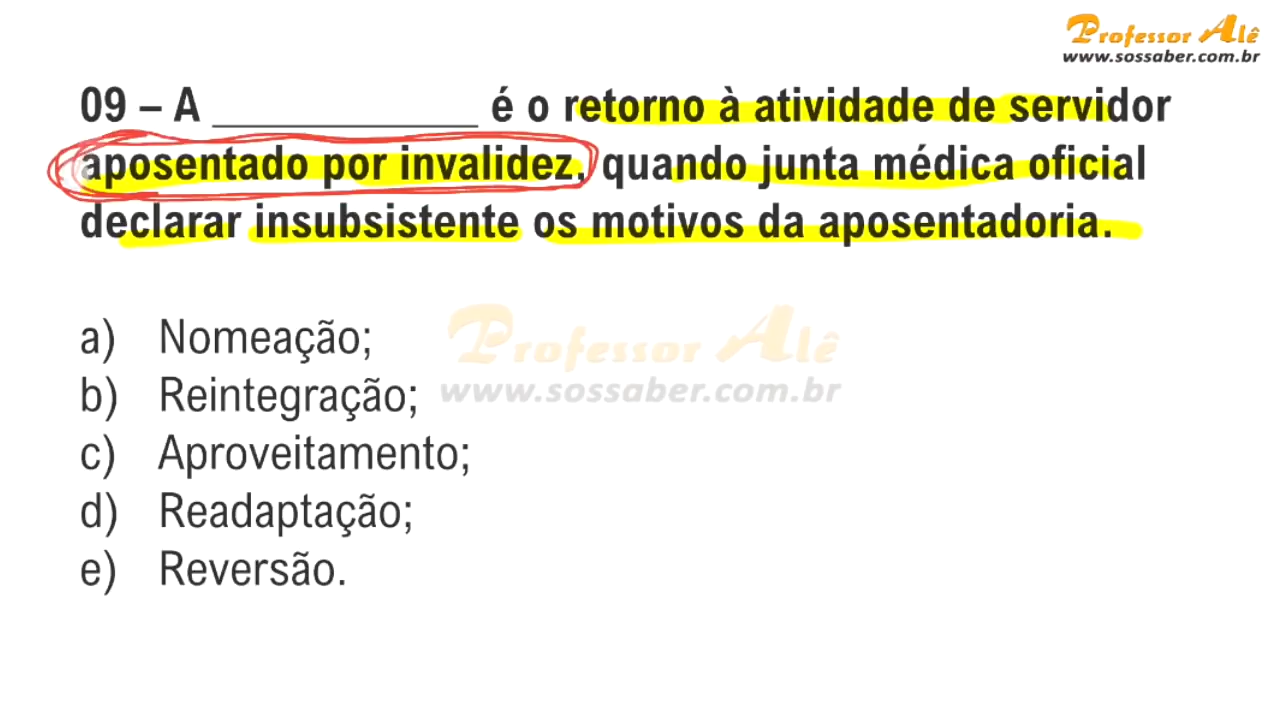 Professor Alê
www.sossaber.com.br
09 – A ____________ é o retorno à atividade de servidor
aposentado por invalidez, quando junta médica oficial
declarar insubsistente os motivos da aposentadoria.
a) Nomeação;
Professor Alê
b) Reintegração;
www.sossaber.com.br
c) Aproveitamento;
d) Readaptação;
e) Reversão.